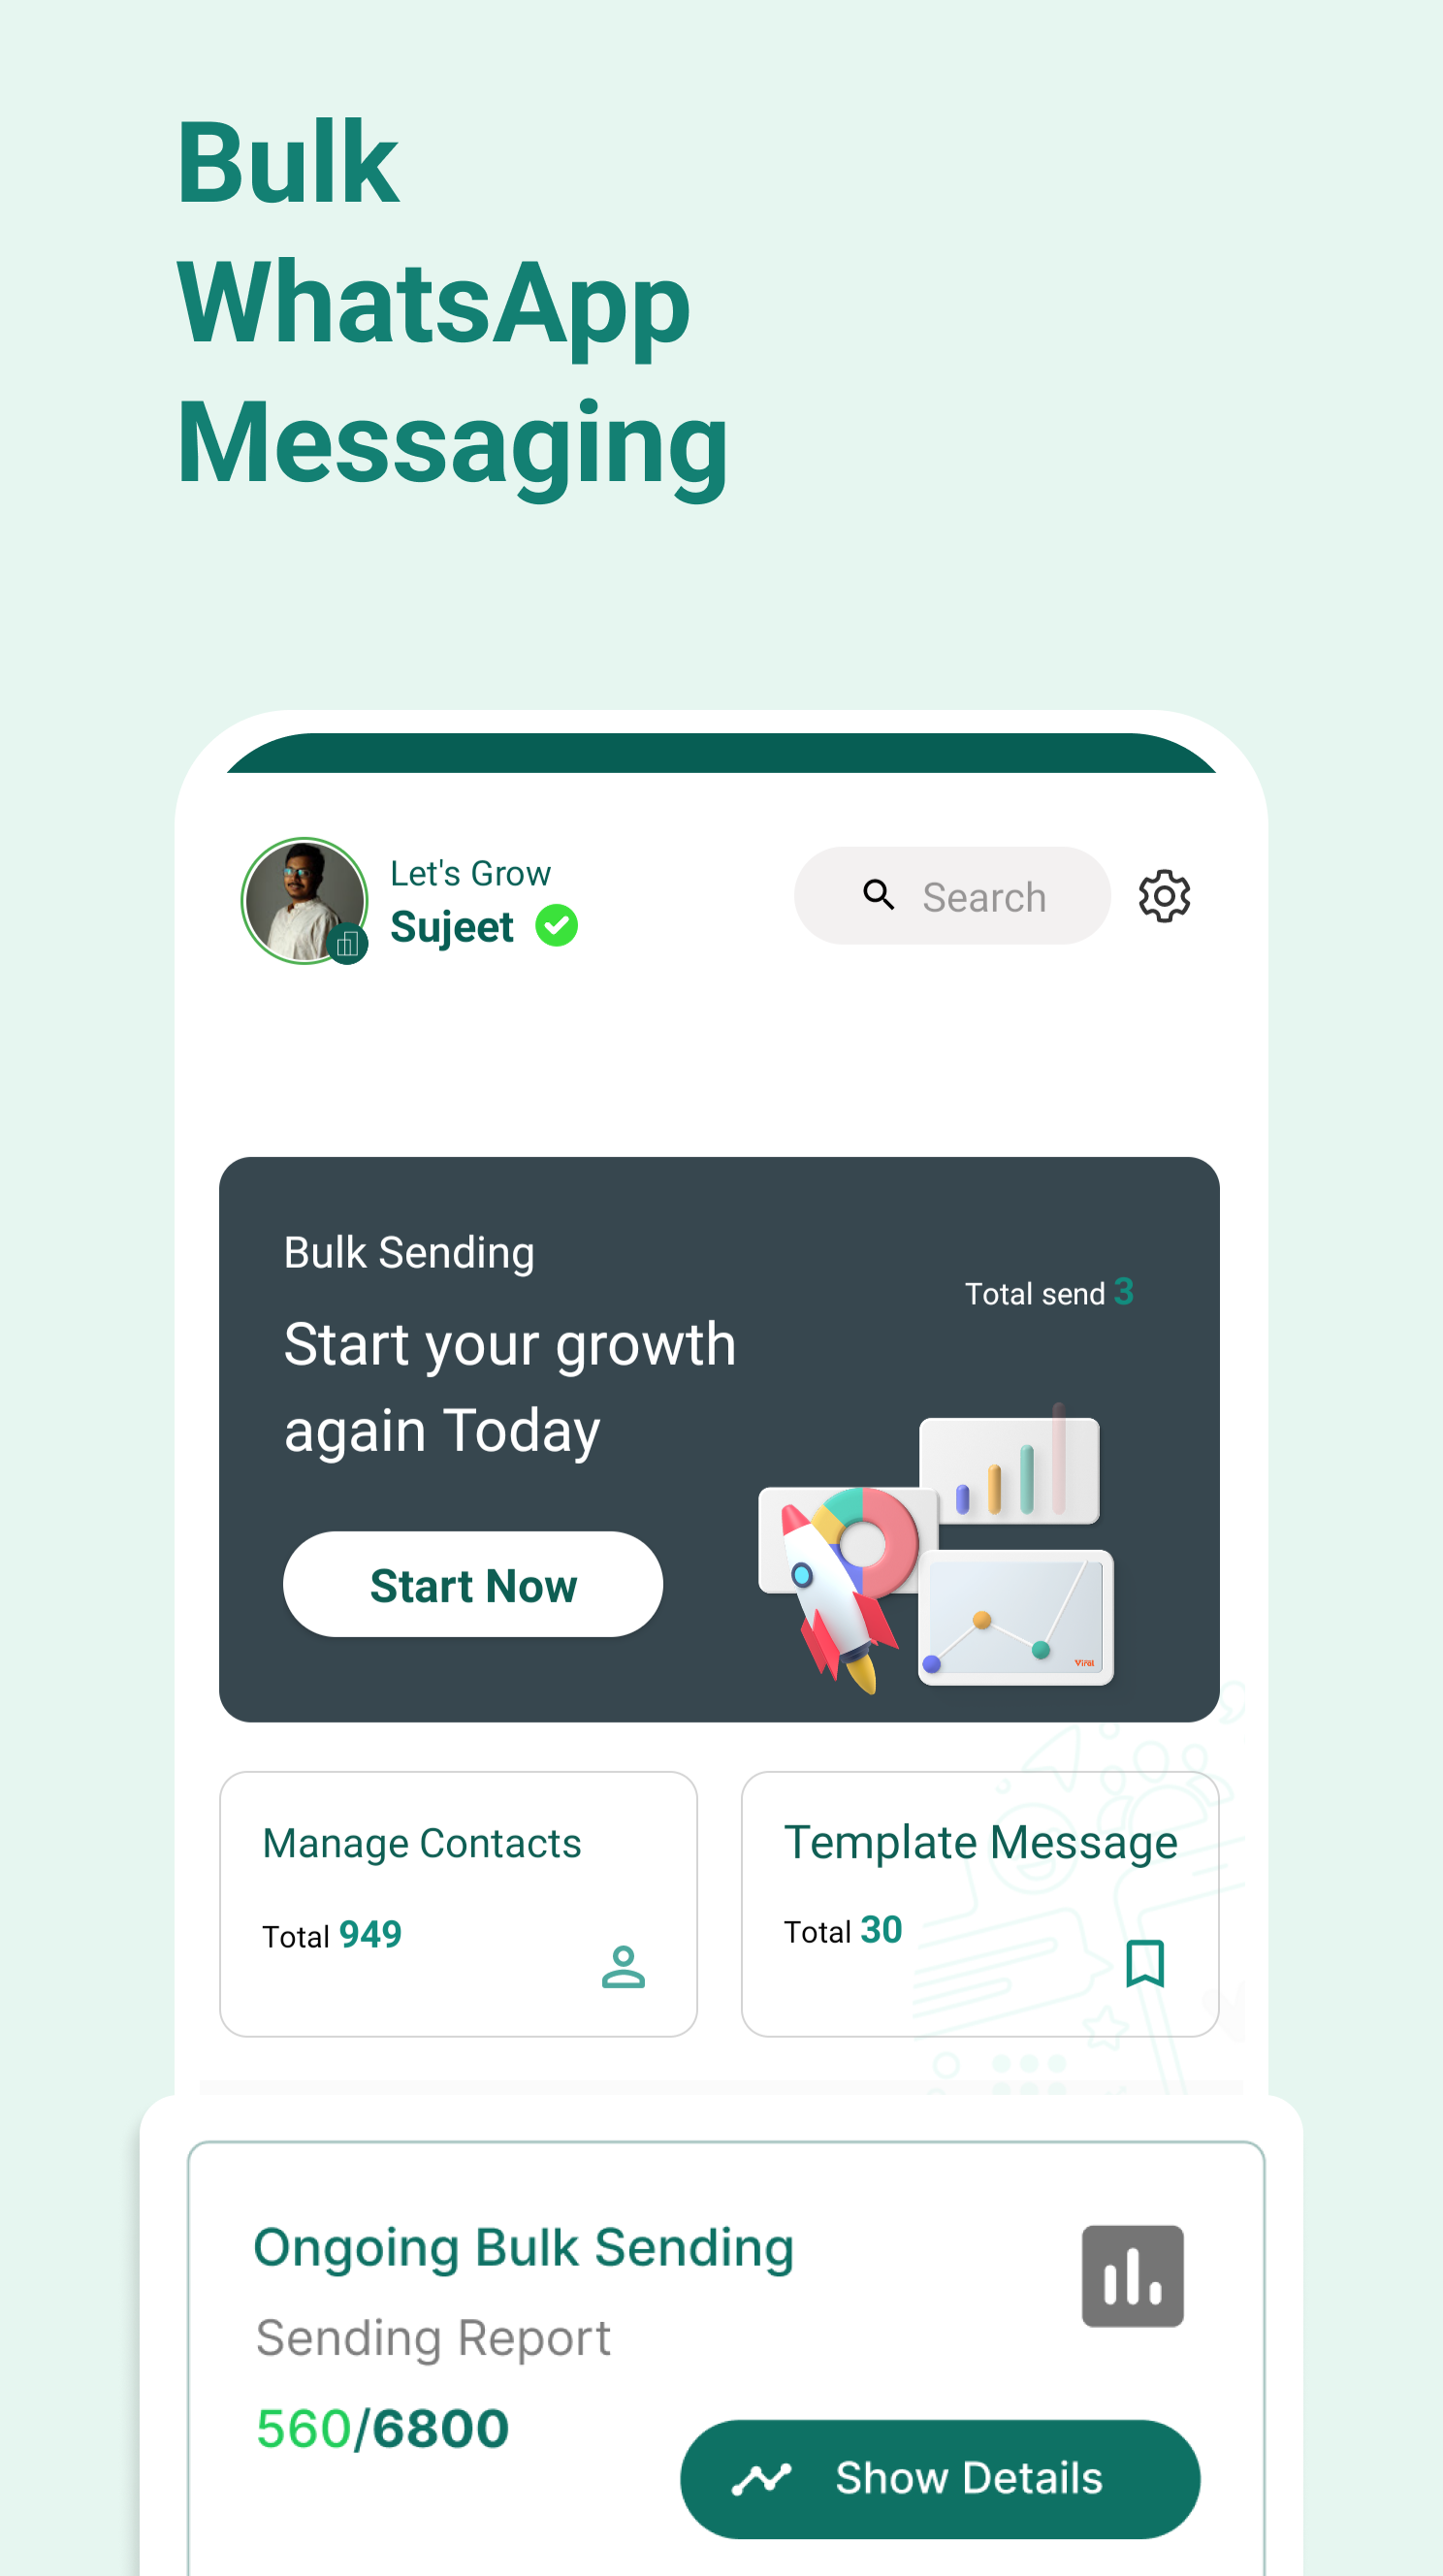 Bulk
WhatsApp
Messaging
Let's Grow
Sujeet
Search
Bulk Sending
Total send 3
Start your growth
again Today
Start Now
Viral
Manage Contacts
Total 949
Template Message
Total 30
Ongoing Bulk Sending
Sending Report
560/6800
Show Details